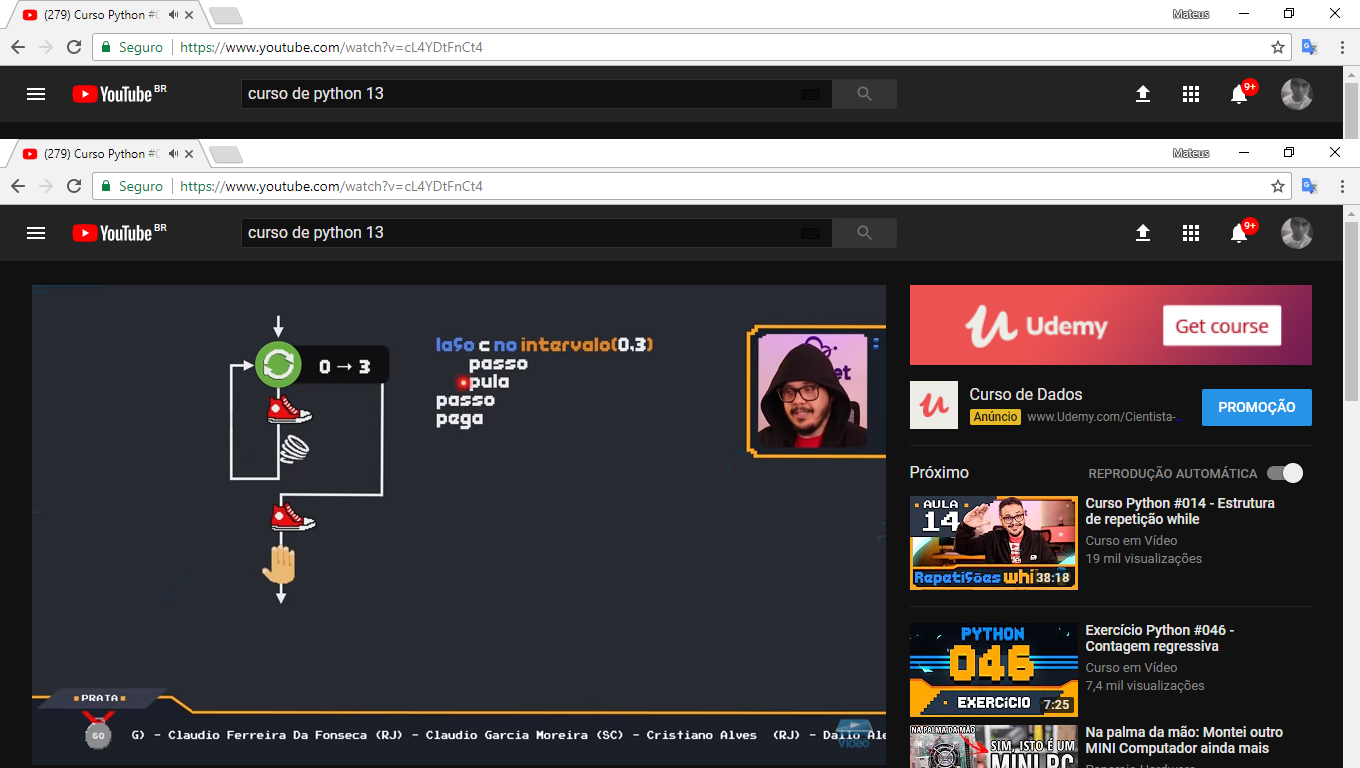 (279) Curso Python #0
Mateus
Seguro
https://www.youtube.com/watch?v=cL4YDtFnCt4
YouTube BR
curso de python 13
9+
(279) Curso Python #0
Mateus
Seguro
https://www.youtube.com/watch?v=cL4YDtFnCt4
YouTube BR
curso de python 13
9+
laço c no intervalo(0,3)
passo
pula
passo
pega
0 → 3
PRATA
GO
G) - Claudio Ferreira Da Fonseca (RJ) - Claudio Garcia Moreira (SC) - Cristiano Alves (RJ) - Dalto Ale
Vídeo
Udemy
Get course
Curso de Dados
Anúncio www.Udemy.com/Cientista-...
PROMOÇÃO
Próximo
REPRODUÇÃO AUTOMÁTICA
AULA
14
Repetições whi
38:18
Curso Python #014 - Estrutura
de repetição while
Curso em Vídeo
19 mil visualizações
PYTHON
046
EXERCÍCIO
7:25
Exercício Python #046 -
Contagem regressiva
Curso em Vídeo
7,4 mil visualizações
NA PALMA DA MÃO
SIM, ISTO É UM
MINI PC
Na palma da mão: Montei outro
MINI Computador ainda mais